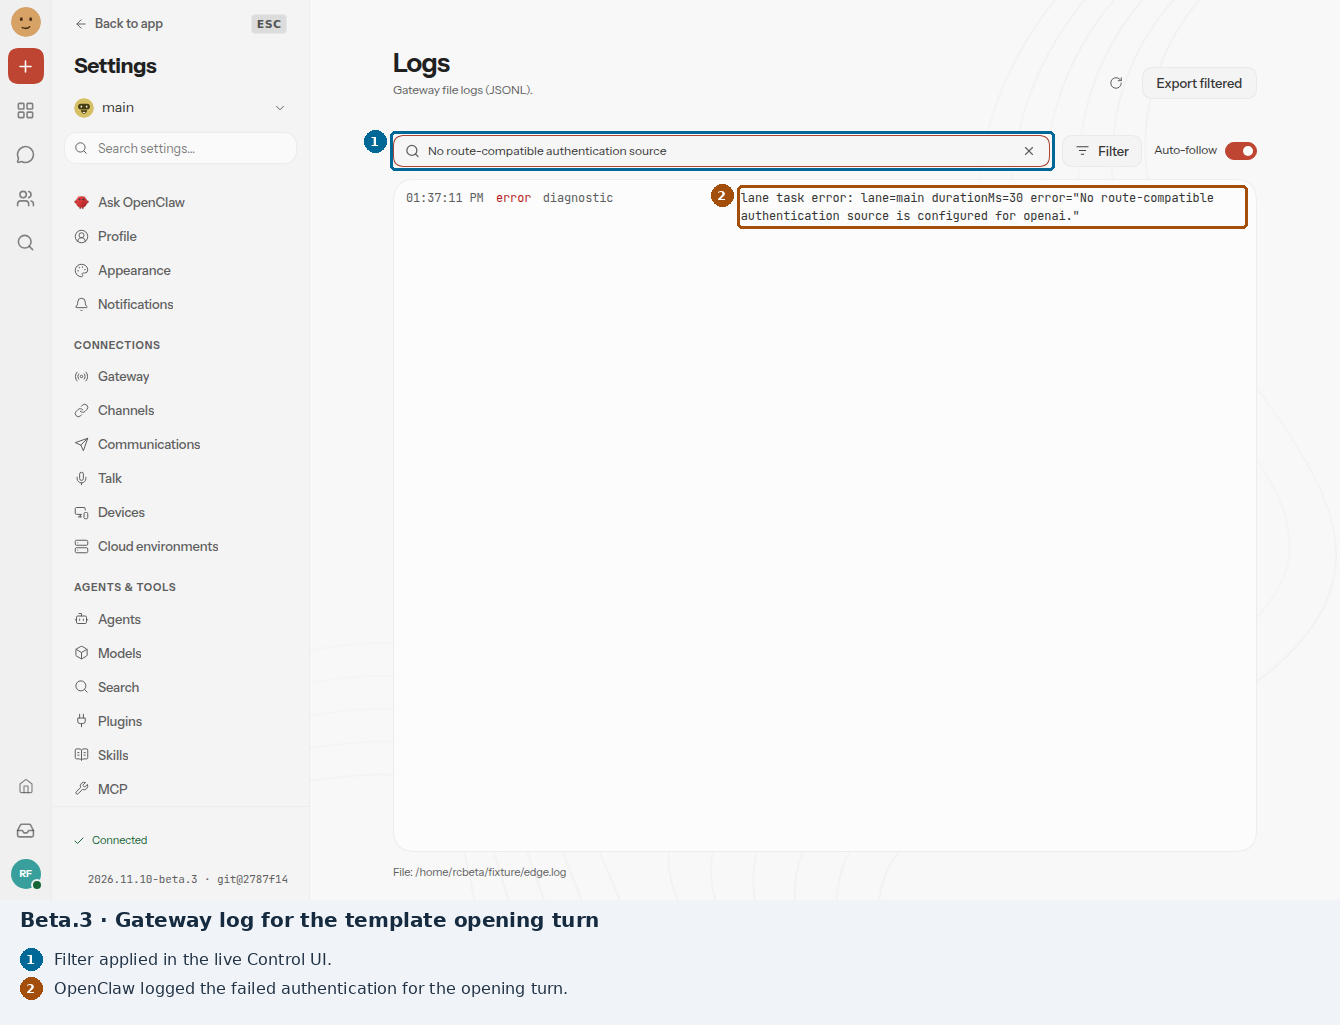 Back to app
ESC
Settings
main
Search settings...
Ask OpenClaw
Profile
Appearance
Notifications
CONNECTIONS
Gateway
Channels
Communications
Talk
Devices
Cloud environments
AGENTS & TOOLS
Agents
Models
Search
Plugins
Skills
MCP
Connected
RF
2026.11.10-beta.3 · git@2787f14
Logs
Gateway file logs (JSONL).
Export filtered
1
No route-compatible authentication source
Filter
Auto-follow
01:37:11 PM error diagnostic
2
lane task error: lane=main durationMs=30 error="No route-compatible
authentication source is configured for openai."
File: /home/rcbeta/fixture/edge.log
Beta.3 · Gateway log for the template opening turn
1 Filter applied in the live Control UI.
2 OpenClaw logged the failed authentication for the opening turn.